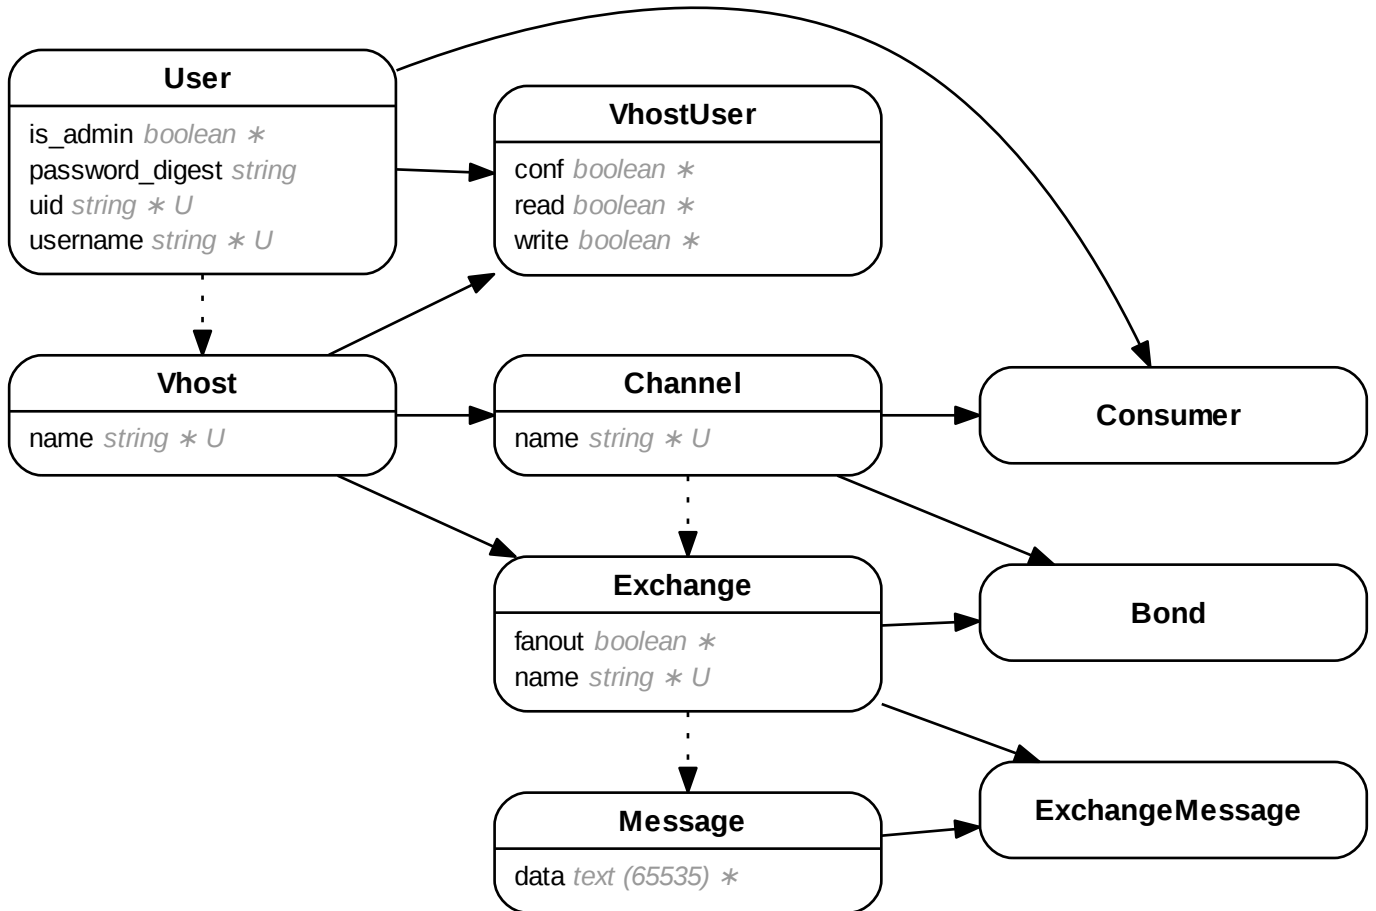 User
is_admin boolean ∗
password_digest string
uid string ∗ U
username string ∗ U
VhostUser
conf boolean ∗
read boolean ∗
write boolean ∗
Vhost
name string ∗ U
Channel
name string ∗ U
Consumer
Exchange
fanout boolean ∗
name string ∗ U
Bond
Message
data text (65535) ∗
ExchangeMessage